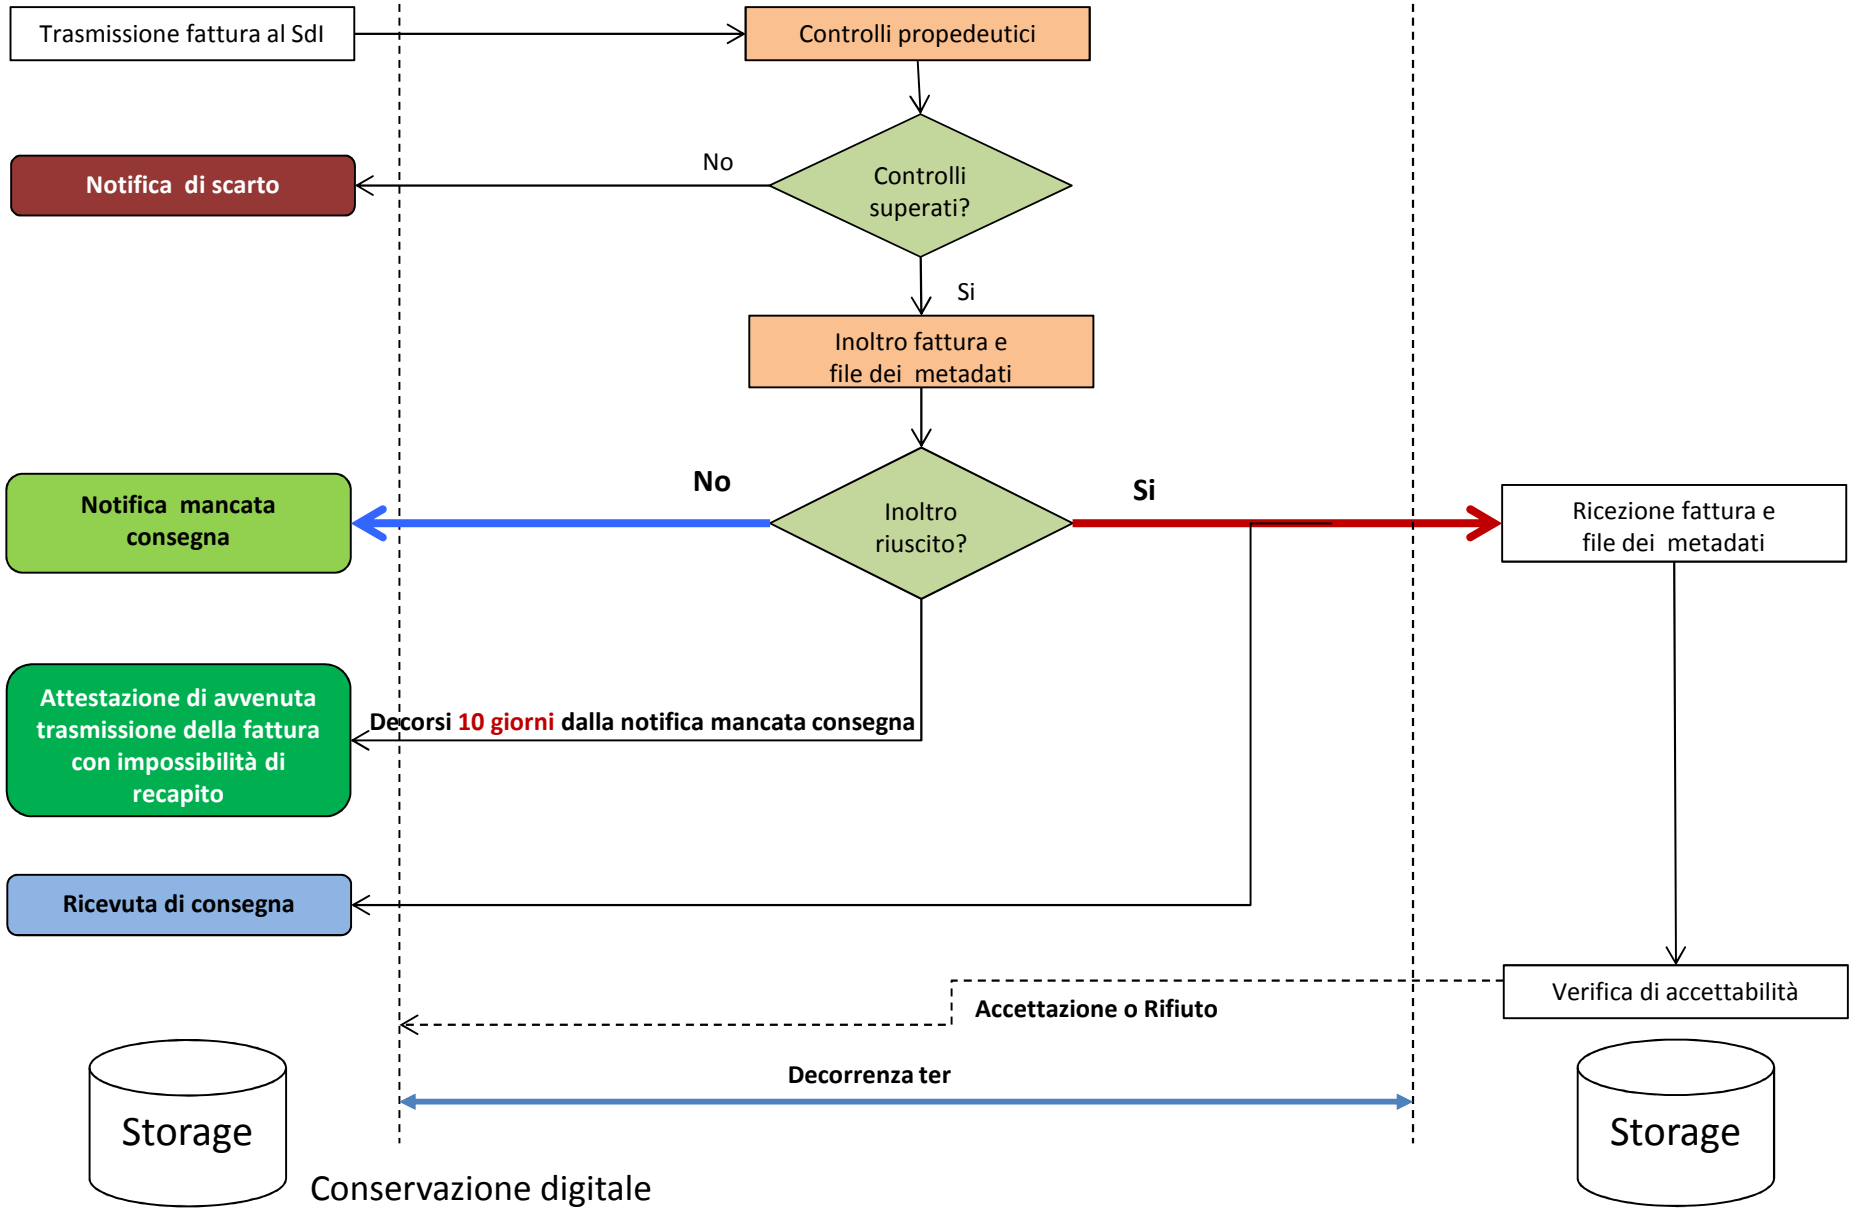 Trasmissione fattura al SdI
Controlli propedeutici
No
Notifica di scarto
Controlli
superati?
Si
Inoltro fattura e
file dei metadati
No
Si
Notifica mancata
consegna
Inoltro
riuscito?
Ricezione fattura e
file dei metadati
Attestazione di avvenuta
trasmissione della fattura
con impossibilità di
recapito
Decorsi 10 giorni dalla notifica mancata consegna
Ricevuta di consegna
Verifica di accettabilità
Accettazione o Rifiuto
Decorrenza ter
Storage
Storage
Conservazione digitale